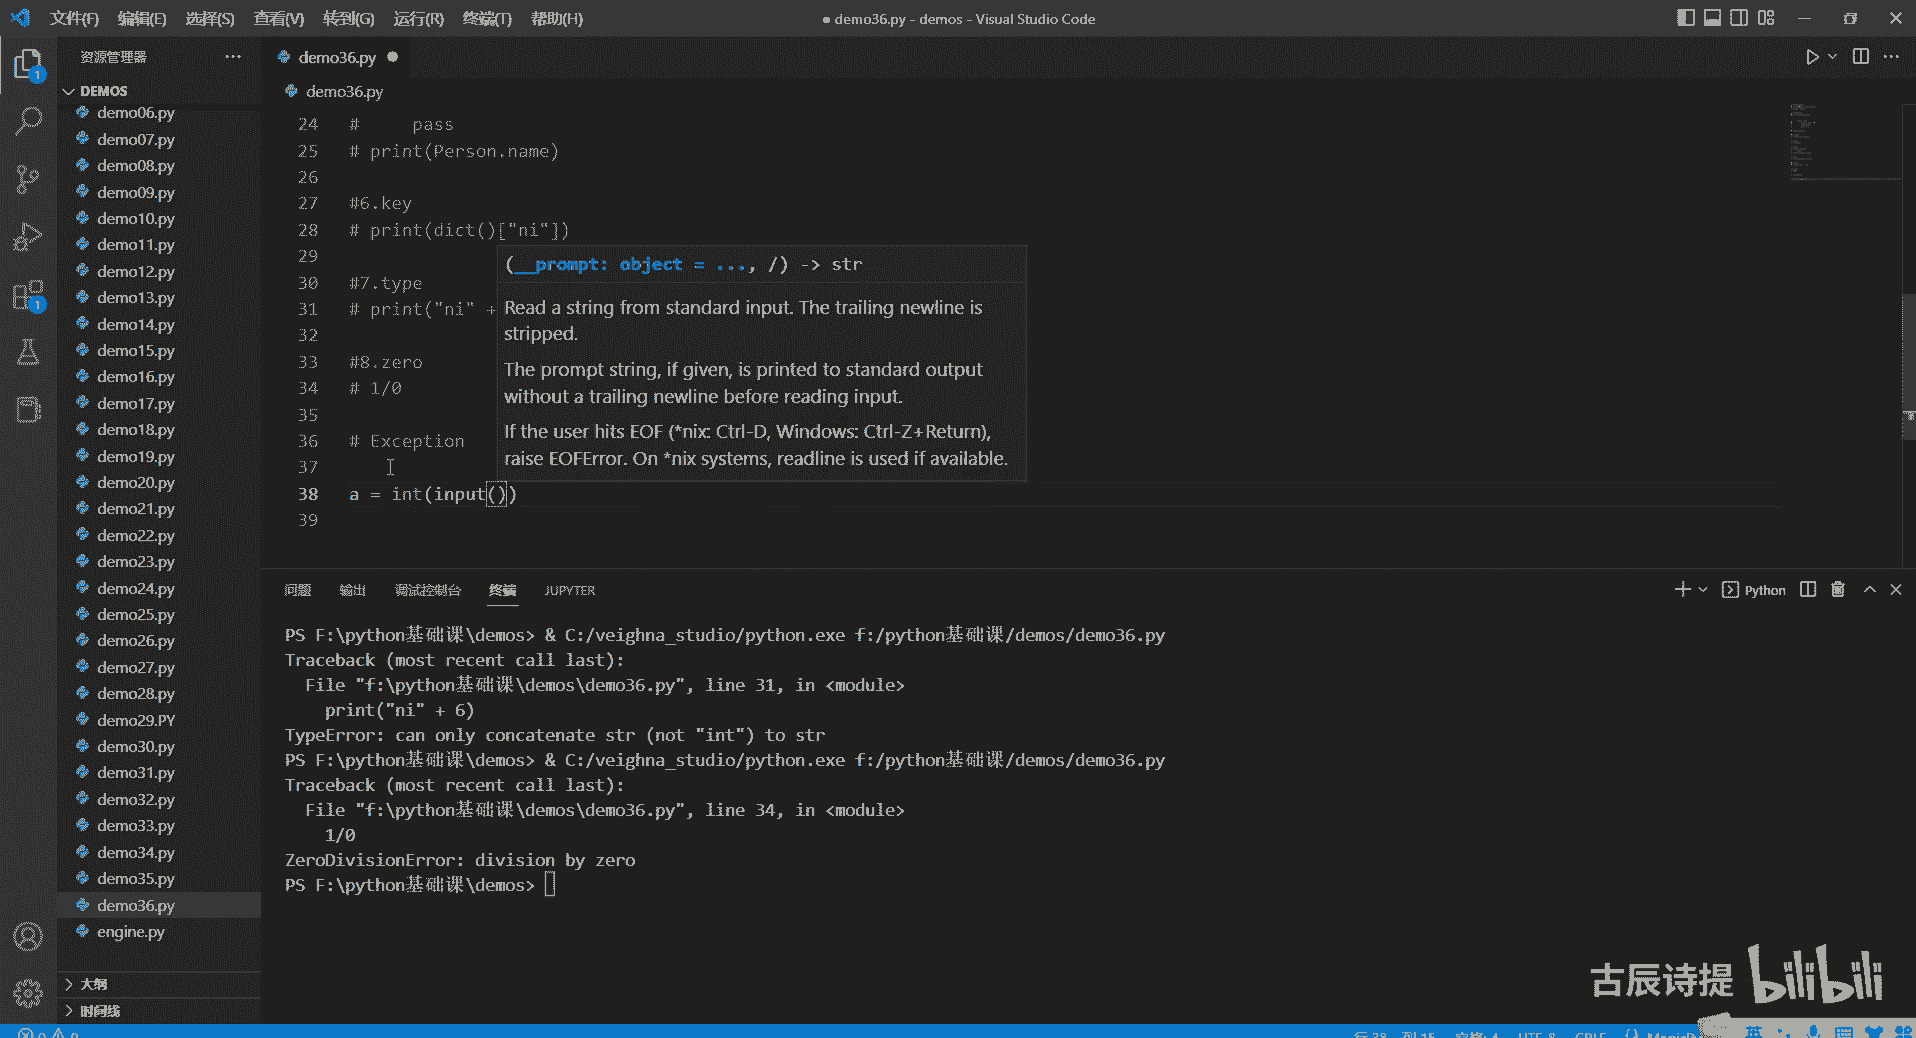 文件(F) 编辑(E) 选择(S) 查看(V) 转到(G) 运行(R) 终端(T) 帮助(H)
● demo36.py - demos - Visual Studio Code
资源管理器
DEMOS
demo06.py
demo07.py
demo08.py
demo09.py
demo10.py
demo11.py
demo12.py
demo13.py
demo14.py
demo15.py
demo16.py
demo17.py
demo18.py
demo19.py
demo20.py
demo21.py
demo22.py
demo23.py
demo24.py
demo25.py
demo26.py
demo27.py
demo28.py
demo29.PY
demo30.py
demo31.py
demo32.py
demo33.py
demo34.py
demo35.py
demo36.py
engine.py
大纲
时间线
1
1
demo36.py ●
demo36.py
24 #     pass
25 # print(Person.name)
26
27 #6.key
28 # print(dict()["ni"])
29
30 #7.type
31 # print("ni" +
32
33 #8.zero
34 # 1/0
35
36 # Exception
37
38 a = int(input())
39
(__prompt: object = ..., /) -> str
Read a string from standard input. The trailing newline is
stripped.
The prompt string, if given, is printed to standard output
without a trailing newline before reading input.
If the user hits EOF (*nix: Ctrl-D, Windows: Ctrl-Z+Return),
raise EOFError. On *nix systems, readline is used if available.
问题 输出 调试控制台 终端 JUPYTER
Python
PS F:\python基础课\demos> & C:/veighna_studio/python.exe f:/python基础课/demos/demo36.py
Traceback (most recent call last):
  File "f:\python基础课\demos\demo36.py", line 31, in <module>
    print("ni" + 6)
TypeError: can only concatenate str (not "int") to str
PS F:\python基础课\demos> & C:/veighna_studio/python.exe f:/python基础课/demos/demo36.py
Traceback (most recent call last):
  File "f:\python基础课\demos\demo36.py", line 34, in <module>
    1/0
ZeroDivisionError: division by zero
PS F:\python基础课\demos>
古辰诗提 bilibili
行 38, 列 15 空格: 4 UTF-8 CRLF
英